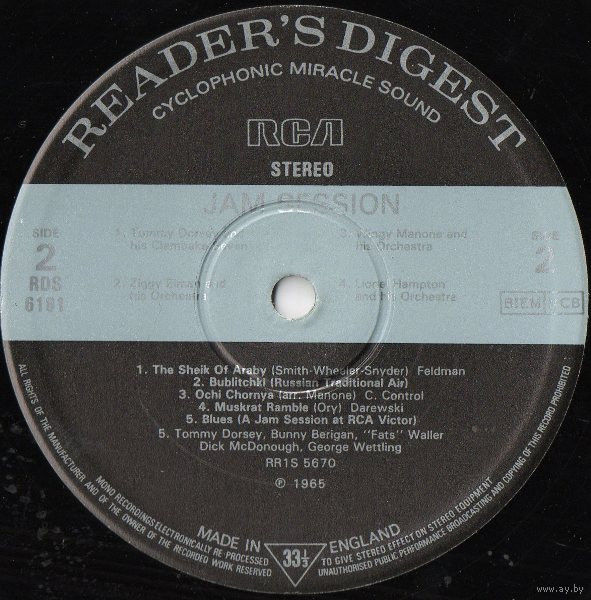 READER'S DIGEST
CYCLOPHONIC MIRACLE SOUND
RCA
STEREO
JAM SESSION
SIDE
2
RDS
6191
1. Tommy Dorsey and
his Clambake Seven
2. Ziggy Elman and
his Orchestra
3. Wingy Manone and
his Orchestra
4. Lionel Hampton
and his Orchestra
SIDE
2
BIEM CB
1. The Sheik Of Araby (Smith-Wheeler-Snyder) Feldman
2. Bublitchki (Russian Traditional Air)
3. Ochi Chornya (arr. Manone) C. Control
4. Muskrat Ramble (Ory) Darewski
5. Blues (A Jam Session at RCA Victor)
5. Tommy Dorsey, Bunny Berigan, "Fats" Waller
Dick McDonough, George Wettling
RR1S 5670
℗ 1965
ALL RIGHTS OF THE MANUFACTURER AND OF THE OWNER OF THE RECORDED WORK RESERVED
MONO RECORDINGS ELECTRONICALLY RE-PROCESSED TO GIVE STEREO EFFECT ON STEREO EQUIPMENT
UNAUTHORISED PUBLIC PERFORMANCE BROADCASTING AND COPYING OF THIS RECORD PROHIBITED
MADE IN ENGLAND
33⅓
www.ay.by